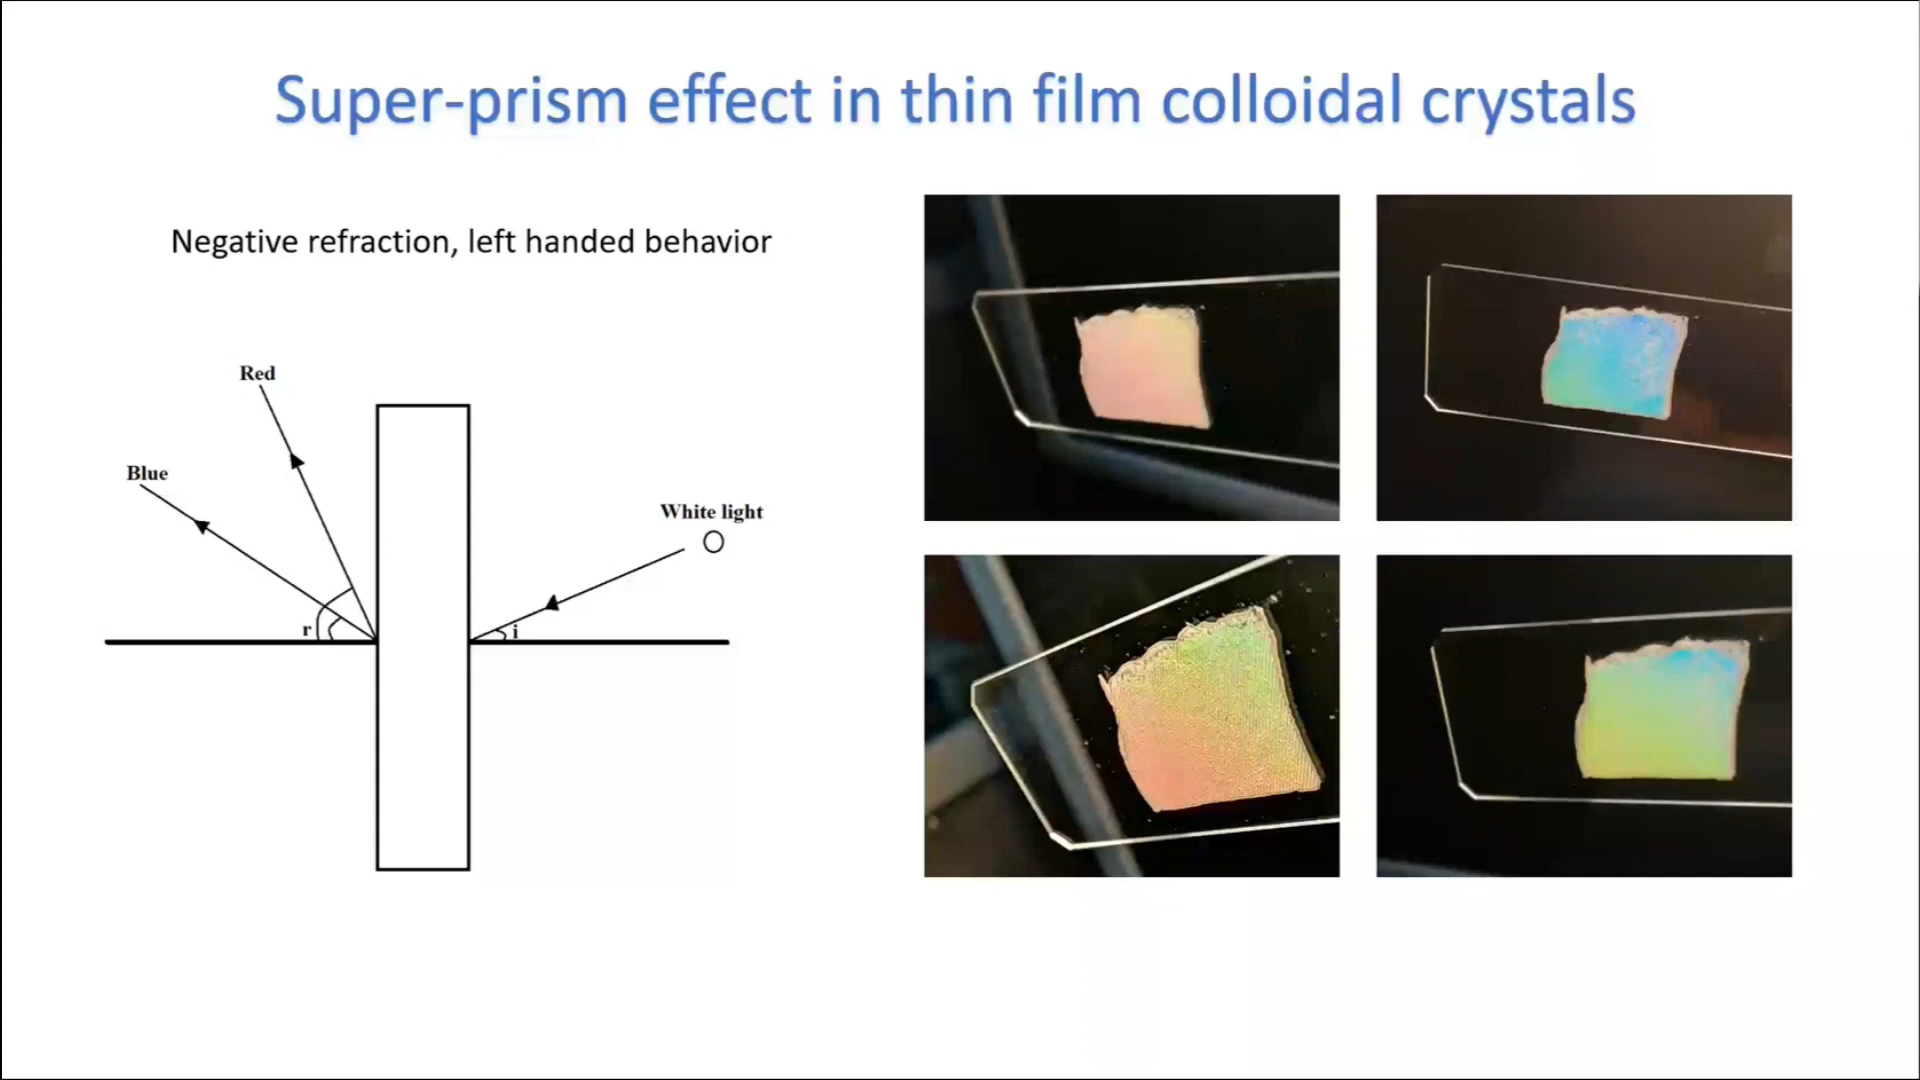 Super-prism effect in thin film colloidal crystals
Negative refraction, left handed behavior
Red
Blue
White light
r
i